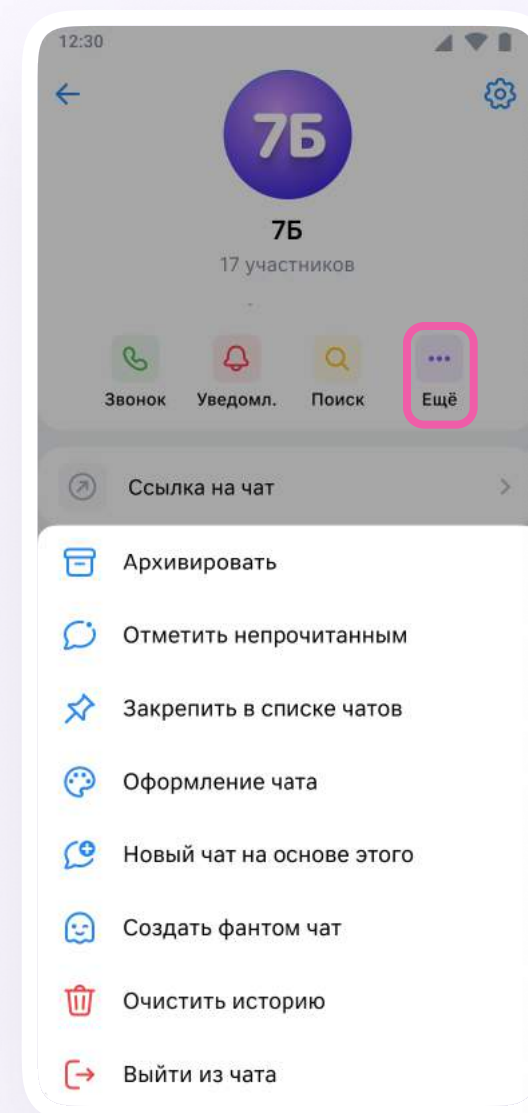 12:30
7Б
7Б
17 участников
Звонок Уведомл. Поиск Ещё
Ссылка на чат
Архивировать
Отметить непрочитанным
Закрепить в списке чатов
Оформление чата
Новый чат на основе этого
Создать фантом чат
Очистить историю
Выйти из чата